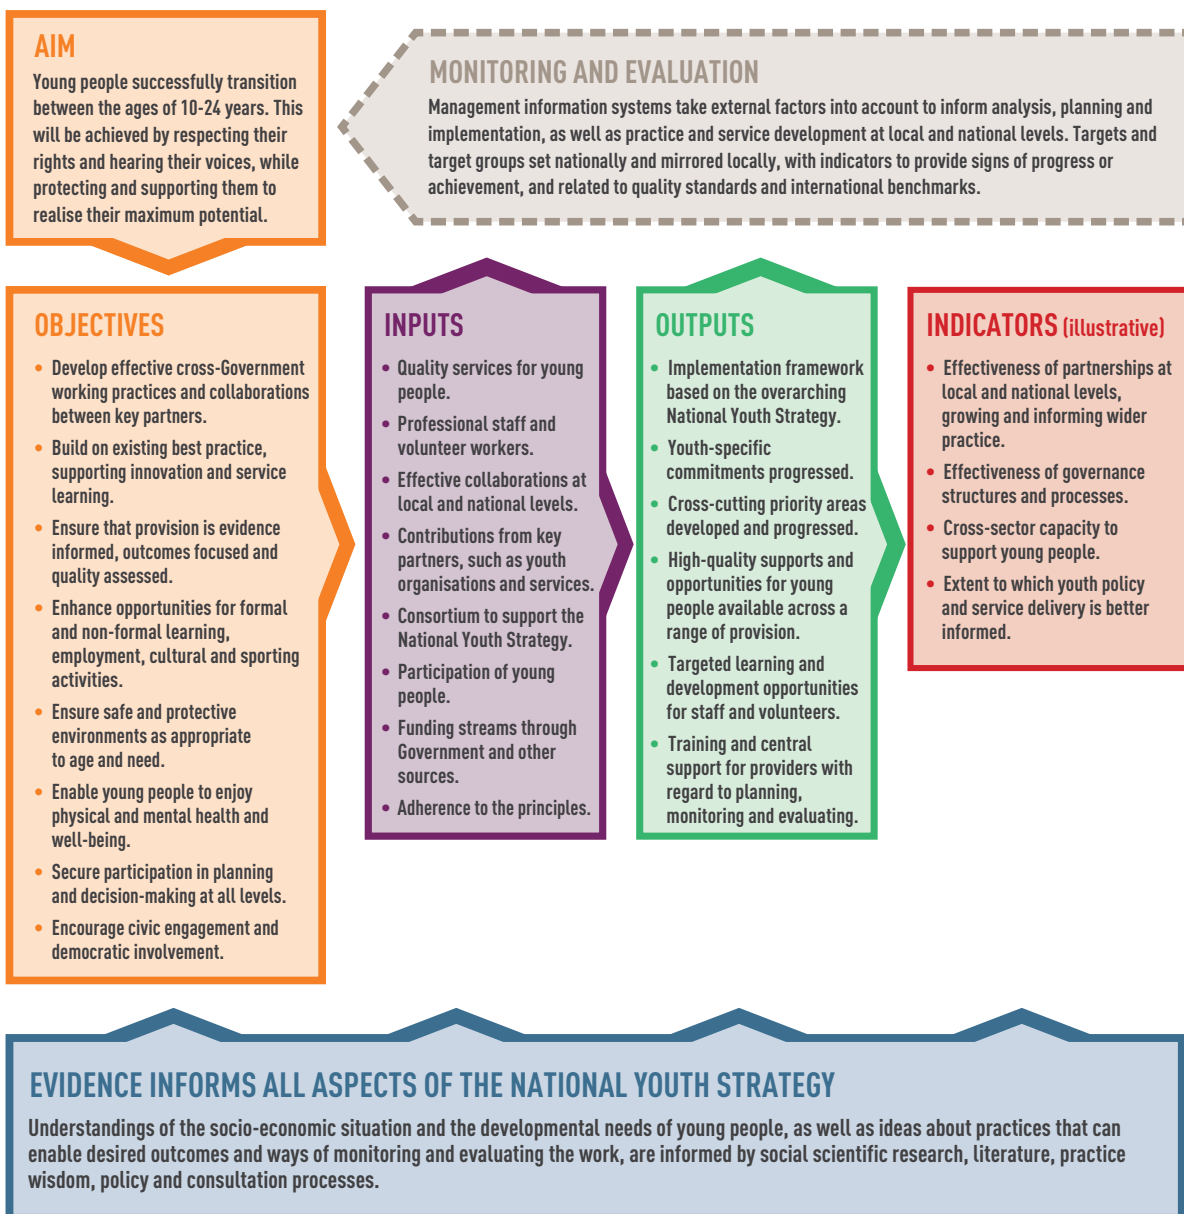 AIM
Young people successfully transition
between the ages of 10-24 years. This
will be achieved by respecting their
rights and hearing their voices, while
protecting and supporting them to
realise their maximum potential.
MONITORING AND EVALUATION
Management information systems take external factors into account to inform analysis, planning and
implementation, as well as practice and service development at local and national levels. Targets and
target groups set nationally and mirrored locally, with indicators to provide signs of progress or
achievement, and related to quality standards and international benchmarks.
OBJECTIVES
• Develop effective cross-Government
working practices and collaborations
between key partners.
• Build on existing best practice,
supporting innovation and service
learning.
• Ensure that provision is evidence
informed, outcomes focused and
quality assessed.
• Enhance opportunities for formal
and non-formal learning,
employment, cultural and sporting
activities.
• Ensure safe and protective
environments as appropriate
to age and need.
• Enable young people to enjoy
physical and mental health and
well-being.
• Secure participation in planning
and decision-making at all levels.
• Encourage civic engagement and
democratic involvement.
INPUTS
• Quality services for young
people.
• Professional staff and
volunteer workers.
• Effective collaborations at
local and national levels.
• Contributions from key
partners, such as youth
organisations and services.
• Consortium to support the
National Youth Strategy.
• Participation of young
people.
• Funding streams through
Government and other
sources.
• Adherence to the principles.
OUTPUTS
• Implementation framework
based on the overarching
National Youth Strategy.
• Youth-specific
commitments progressed.
• Cross-cutting priority areas
developed and progressed.
• High-quality supports and
opportunities for young
people available across a
range of provision.
• Targeted learning and
development opportunities
for staff and volunteers.
• Training and central
support for providers with
regard to planning,
monitoring and evaluating.
INDICATORS (illustrative)
• Effectiveness of partnerships at
local and national levels,
growing and informing wider
practice.
• Effectiveness of governance
structures and processes.
• Cross-sector capacity to
support young people.
• Extent to which youth policy
and service delivery is better
informed.
EVIDENCE INFORMS ALL ASPECTS OF THE NATIONAL YOUTH STRATEGY
Understandings of the socio-economic situation and the developmental needs of young people, as well as ideas about practices that can
enable desired outcomes and ways of monitoring and evaluating the work, are informed by social scientific research, literature, practice
wisdom, policy and consultation processes.